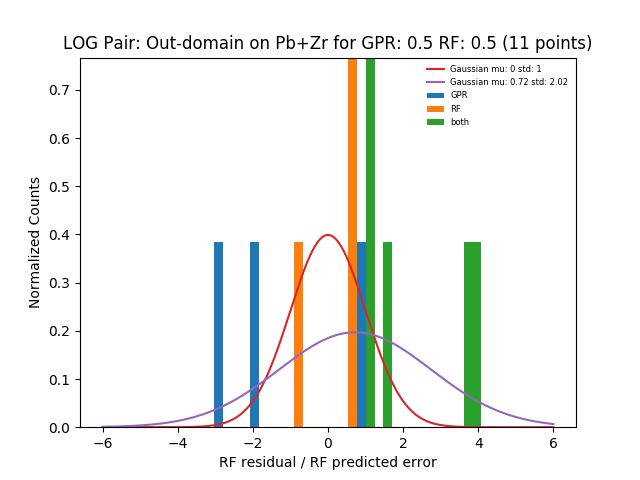 LOG Pair: Out-domain on Pb+Zr for GPR: 0.5 RF: 0.5 (11 points)
Gaussian mu: 0 std: 1
Gaussian mu: 0.72 std: 2.02
GPR
RF
both
Normalized Counts
0.7
0.6
0.5
0.4
0.3
0.2
0.1
0.0
−6 −4 −2 0 2 4 6
RF residual / RF predicted error